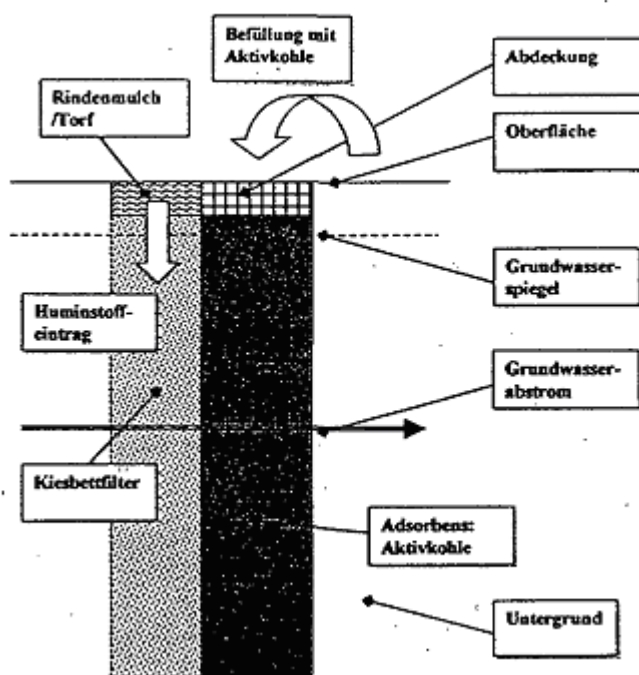 Befüllung mit
Aktivkohle
Abdeckung
Rindenmulch
/Torf
Oberfläche
Grundwasser-
spiegel
Huminstoff-
eintrag
Grundwasser-
abstrom
Kiesbettfilter
Adsorbens:
Aktivkohle
Untergrund